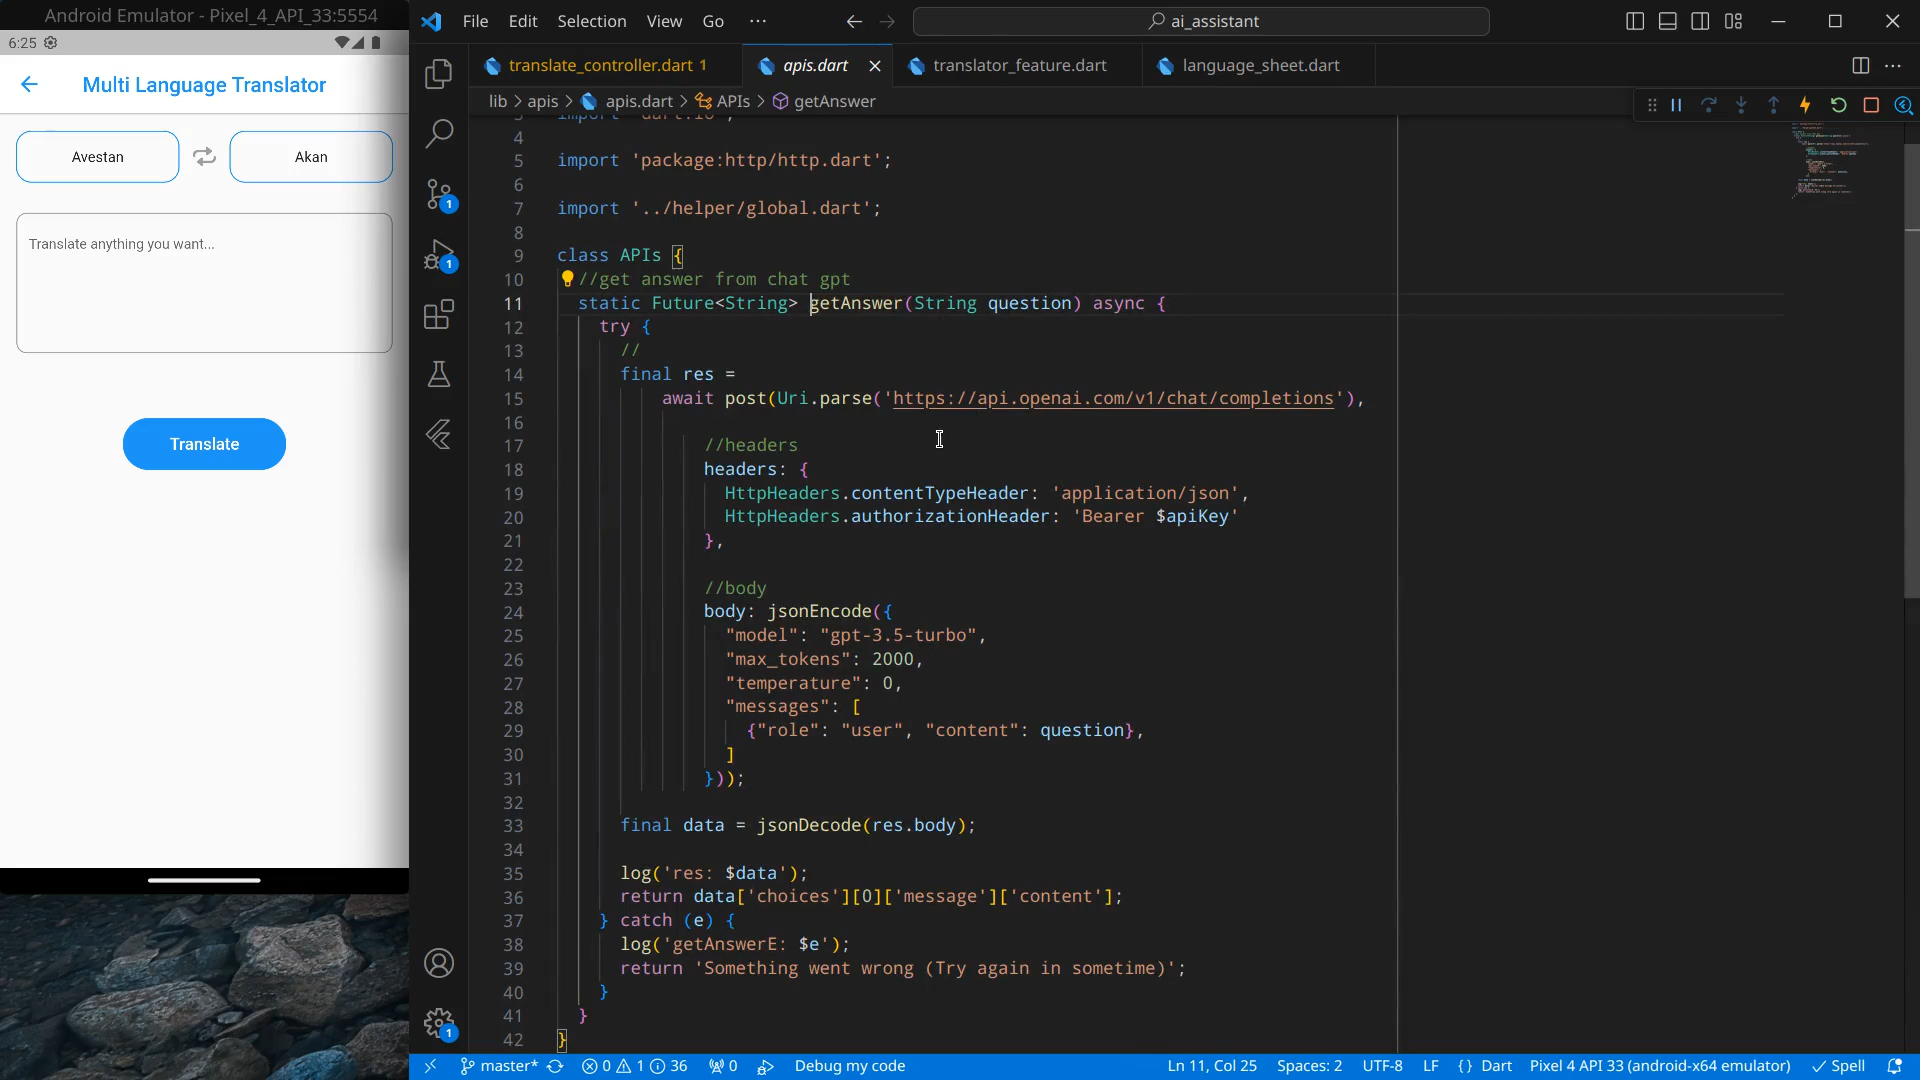 Android Emulator - Pixel_4_API_33:5554
6:25
Multi Language Translator
Avestan
Akan
Translate anything you want...
Translate
File Edit Selection View Go ...
ai_assistant
translate_controller.dart 1
apis.dart
translator_feature.dart
language_sheet.dart
lib > apis > apis.dart > APIs > getAnswer
3 import 'dart:io';
4
5 import 'package:http/http.dart';
6
7 import '../helper/global.dart';
8
9 class APIs {
10 //get answer from chat gpt
11 static Future<String> getAnswer(String question) async {
12 try {
13 //
14 final res =
15 await post(Uri.parse('https://api.openai.com/v1/chat/completions'),
16
17 //headers
18 headers: {
19 HttpHeaders.contentTypeHeader: 'application/json',
20 HttpHeaders.authorizationHeader: 'Bearer $apiKey'
21 },
22
23 //body
24 body: jsonEncode({
25 "model": "gpt-3.5-turbo",
26 "max_tokens": 2000,
27 "temperature": 0,
28 "messages": [
29 {"role": "user", "content": question},
30 ]
31 }));
32
33 final data = jsonDecode(res.body);
34
35 log('res: $data');
36 return data['choices'][0]['message']['content'];
37 } catch (e) {
38 log('getAnswerE: $e');
39 return 'Something went wrong (Try again in sometime)';
40 }
41 }
42 }
1
1
1
master* 0 1 36 0 Debug my code
Ln 11, Col 25 Spaces: 2 UTF-8 LF {} Dart Pixel 4 API 33 (android-x64 emulator) Spell